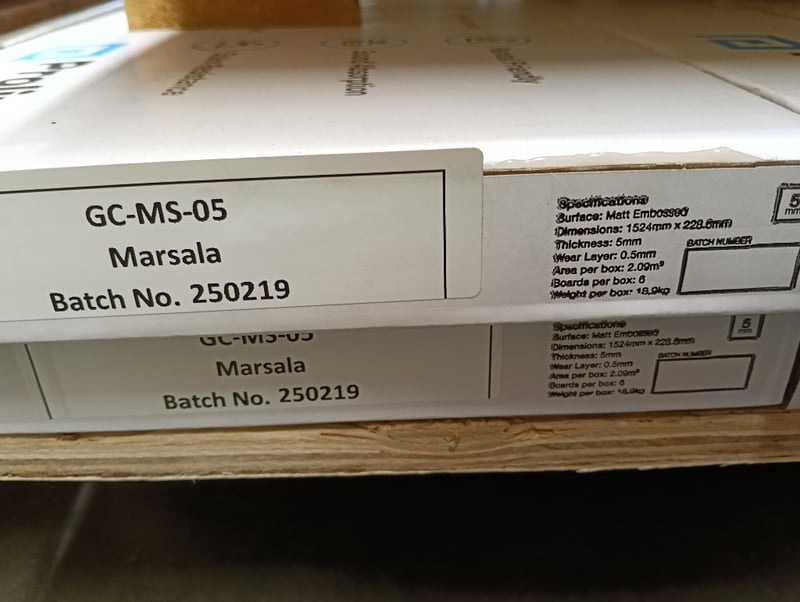 GC-MS-05
Marsala
Batch No. 250219
Specifications
Surface: Matt Embossed
Dimensions: 1524mm x 228.6mm
Thickness: 5mm
Wear Layer: 0.5mm
Area per box: 2.09m²
Boards per box: 6
Weight per box: 18.9kg
BATCH NUMBER
5
mm
GC-MS-05
Marsala
Batch No. 250219
Specifications
Surface: Matt Embossed
Dimensions: 1524mm x 228.6mm
Thickness: 5mm
Wear Layer: 0.5mm
Area per box: 2.09m²
Boards per box: 6
Weight per box: 18.9kg
BATCH NUMBER
5
mm